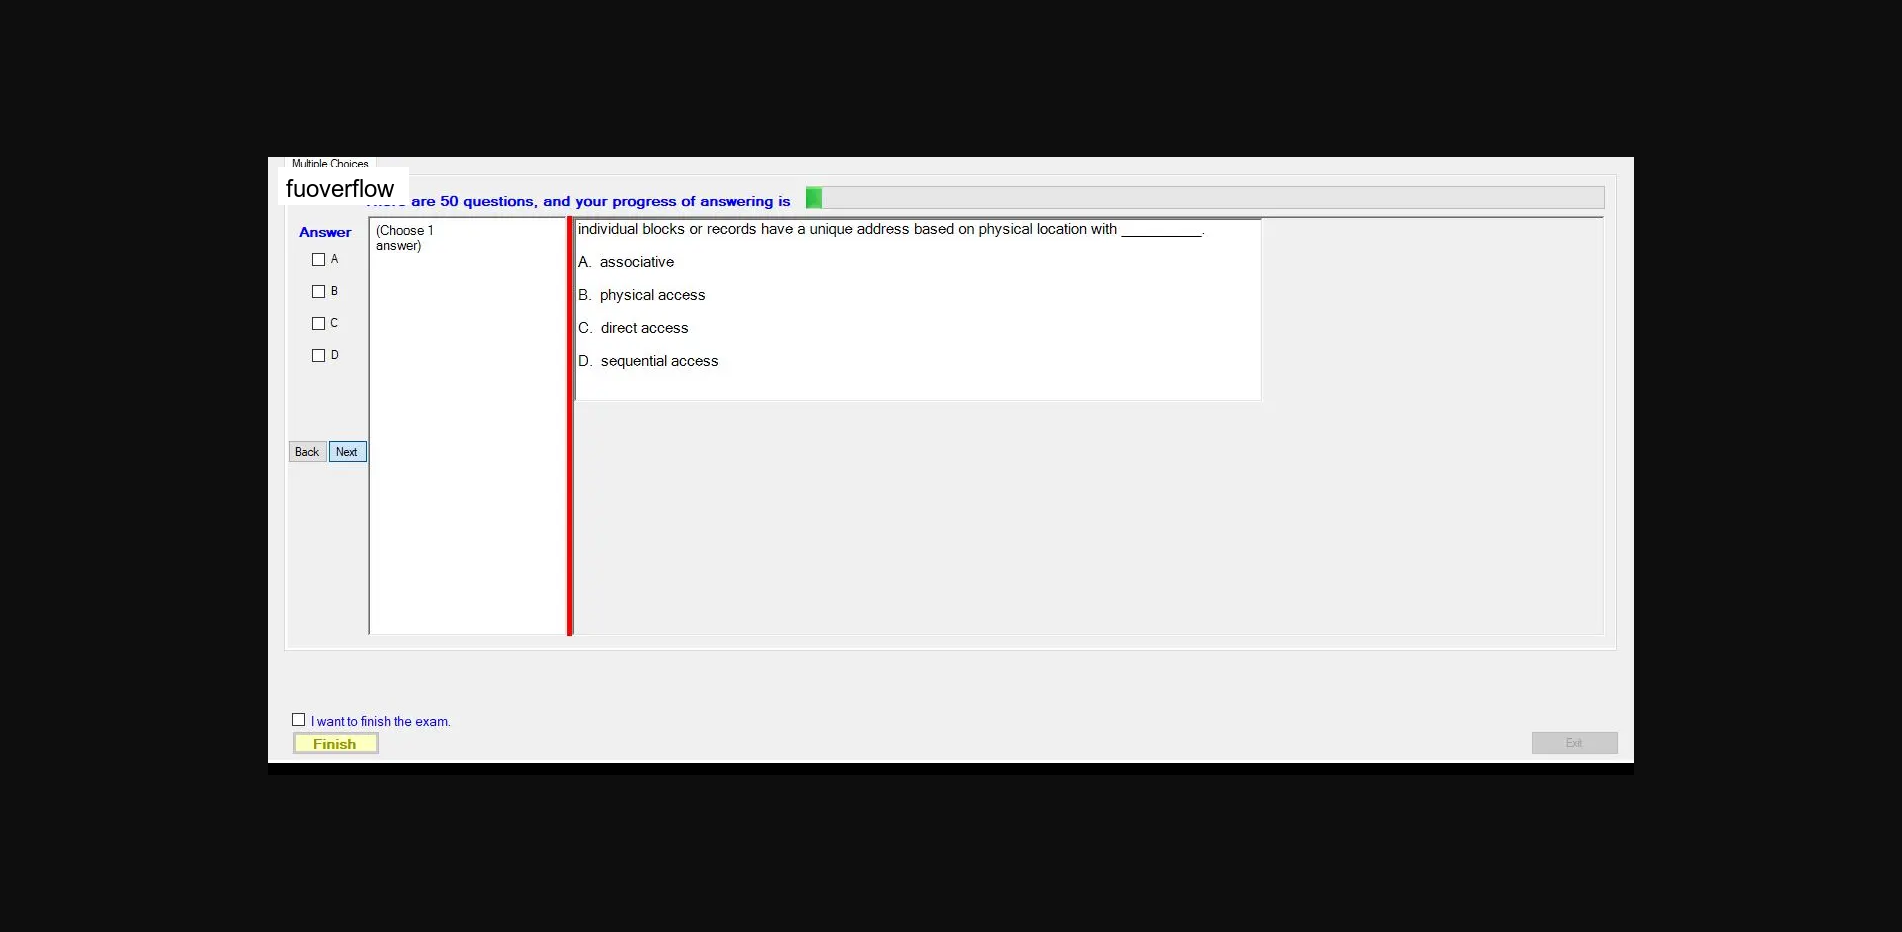 Multiple Choices
fuoverflow
are 50 questions, and your progress of answering is
Answer
(Choose 1
answer)
A
B
C
D
Back Next
individual blocks or records have a unique address based on physical location with __________.
A. associative
B. physical access
C. direct access
D. sequential access
I want to finish the exam.
Finish
Exit